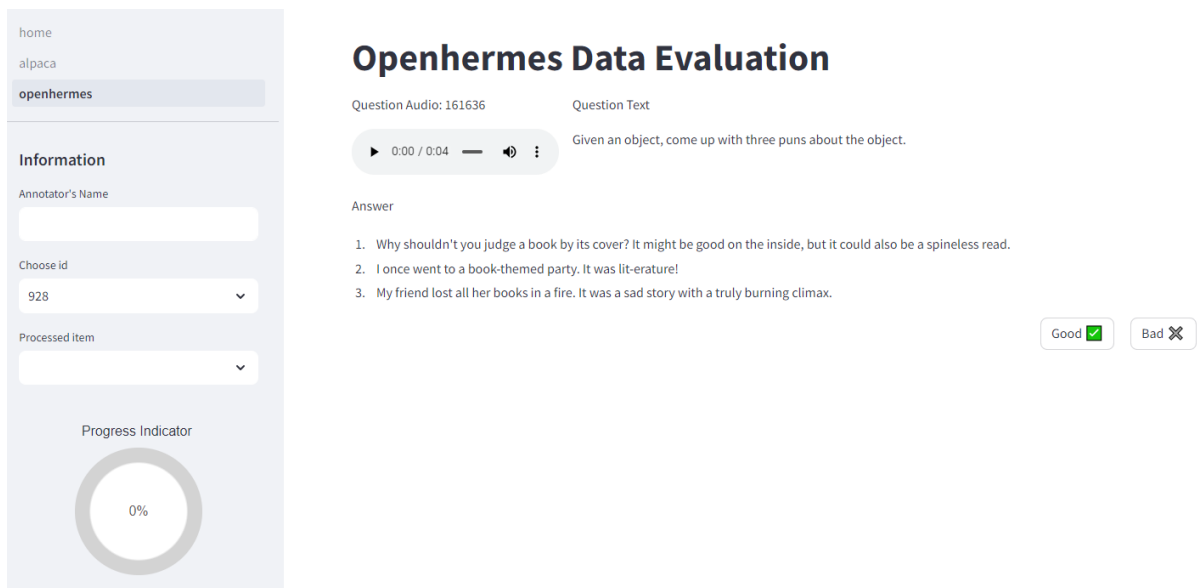 home
alpaca
openhermes
Information
Annotator's Name
Choose id
928
Processed item
Progress Indicator
0%
Openhermes Data Evaluation
Question Audio: 161636
Question Text
0:00 / 0:04
Given an object, come up with three puns about the object.
Answer
1. Why shouldn't you judge a book by its cover? It might be good on the inside, but it could also be a spineless read.
2. I once went to a book-themed party. It was lit-erature!
3. My friend lost all her books in a fire. It was a sad story with a truly burning climax.
Good
Bad